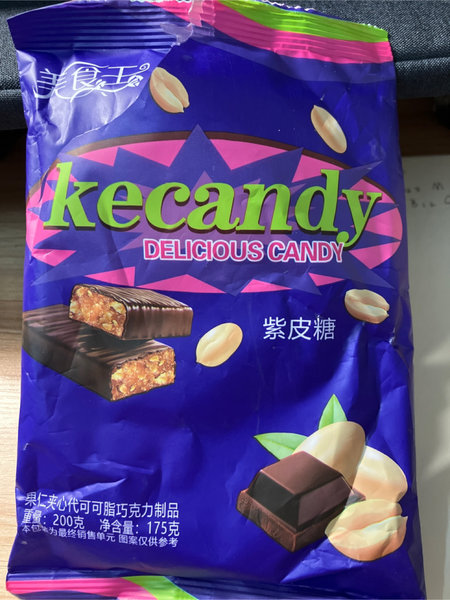 美食王
kecandy
DELICIOUS CANDY
紫皮糖
果仁夹心代可可脂巧克力制品
重量：200克 净含量：175克
本包装为最终销售单元 图案仅供参考